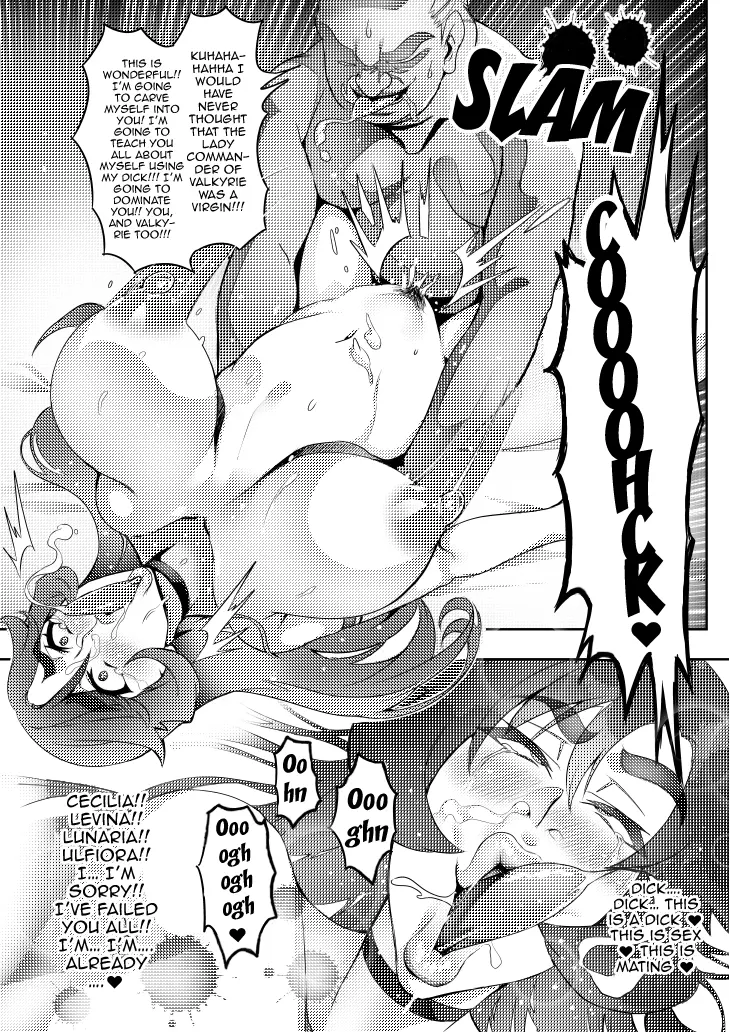 SLAM
KUHAHA-
HAHHA I
WOULD
HAVE
NEVER
THOUGHT
THAT THE
LADY
COMMAN-
DER OF
VALKYRIE
WAS A
VIRGIN!!!
THIS IS
WONDERFUL!!
I'M GOING
TO CARVE
MYSELF INTO
YOU! I'M
GOING TO
TEACH YOU
ALL ABOUT
MYSELF USING
MY DICK!!! I'M
GOING TO
DOMINATE
YOU!! YOU,
AND VALKY-
RIE TOO!!!
COOOOHCK ♥
Oo
hn
Ooo
ghn
Ooo
ogh
ogh
ogh
♥
DICK....
DICK... THIS
IS A DICK ♥
THIS IS SEX
♥ THIS IS
MATING ♥
CECILIA!!
LEVINA!!
LUNARIA!!
ULFIORA!!
I... I'M
SORRY!!
I'VE FAILED
YOU ALL!!
I'M... I'M....
ALREADY
.... ♥